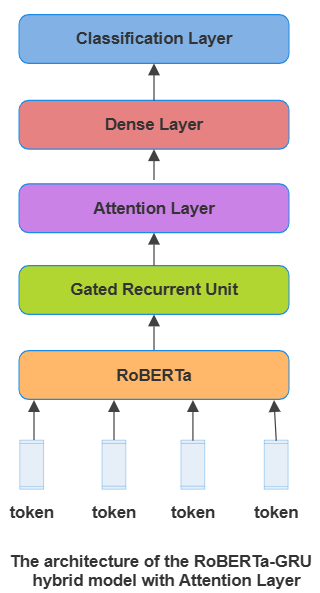 Classification Layer
Dense Layer
Attention Layer
Gated Recurrent Unit
RoBERTa
token token token token
The architecture of the RoBERTa-GRU
hybrid model with Attention Layer